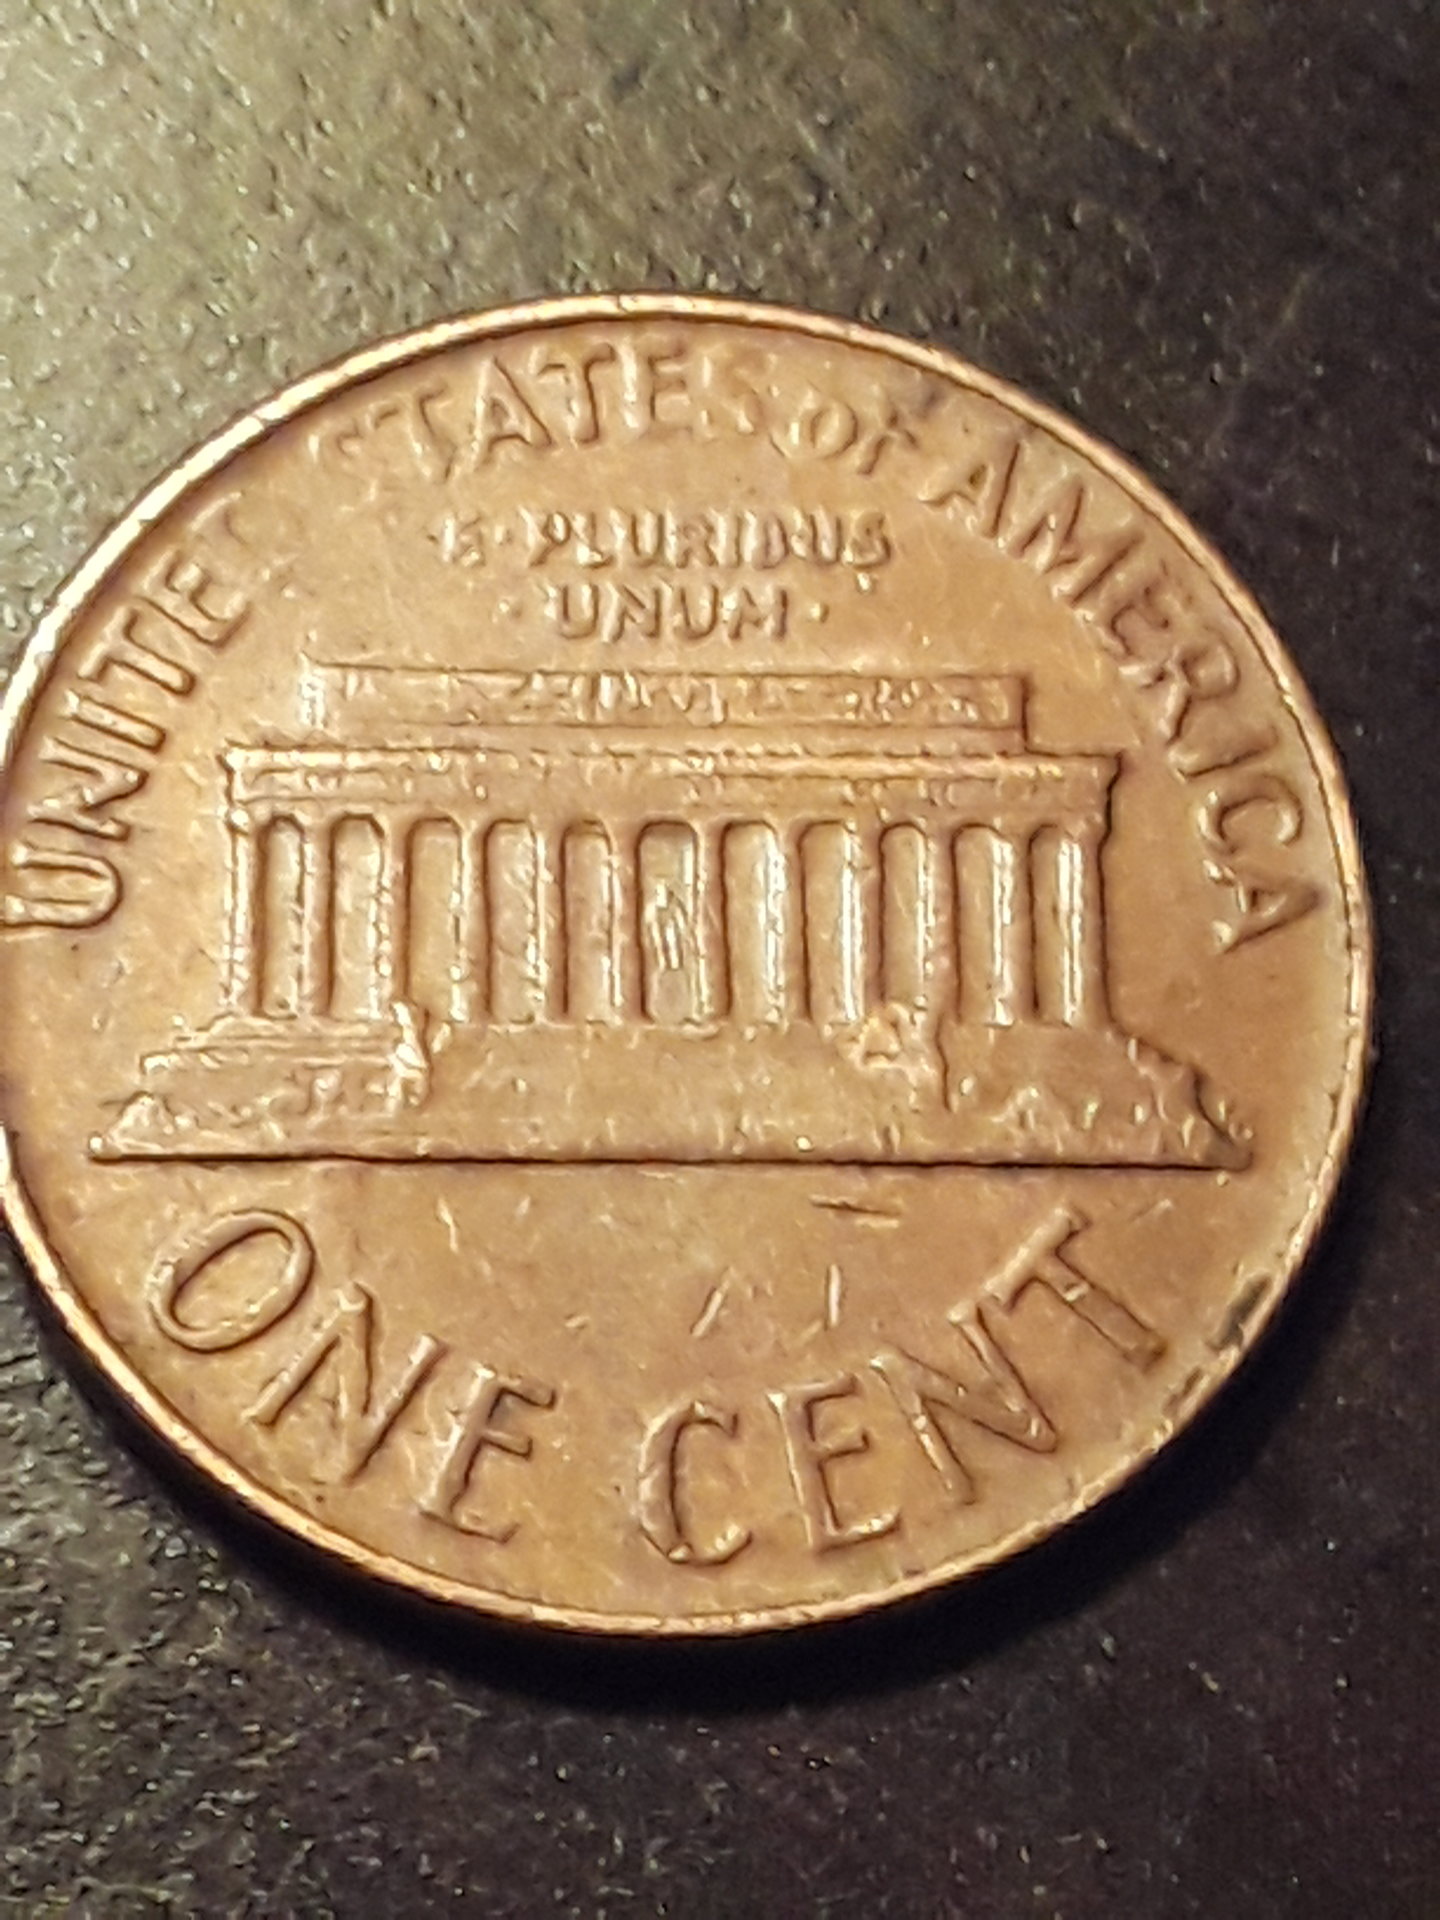 UNITED STATES OF AMERICA
·E·PLURIBUS
·UNUM·
ONE CENT